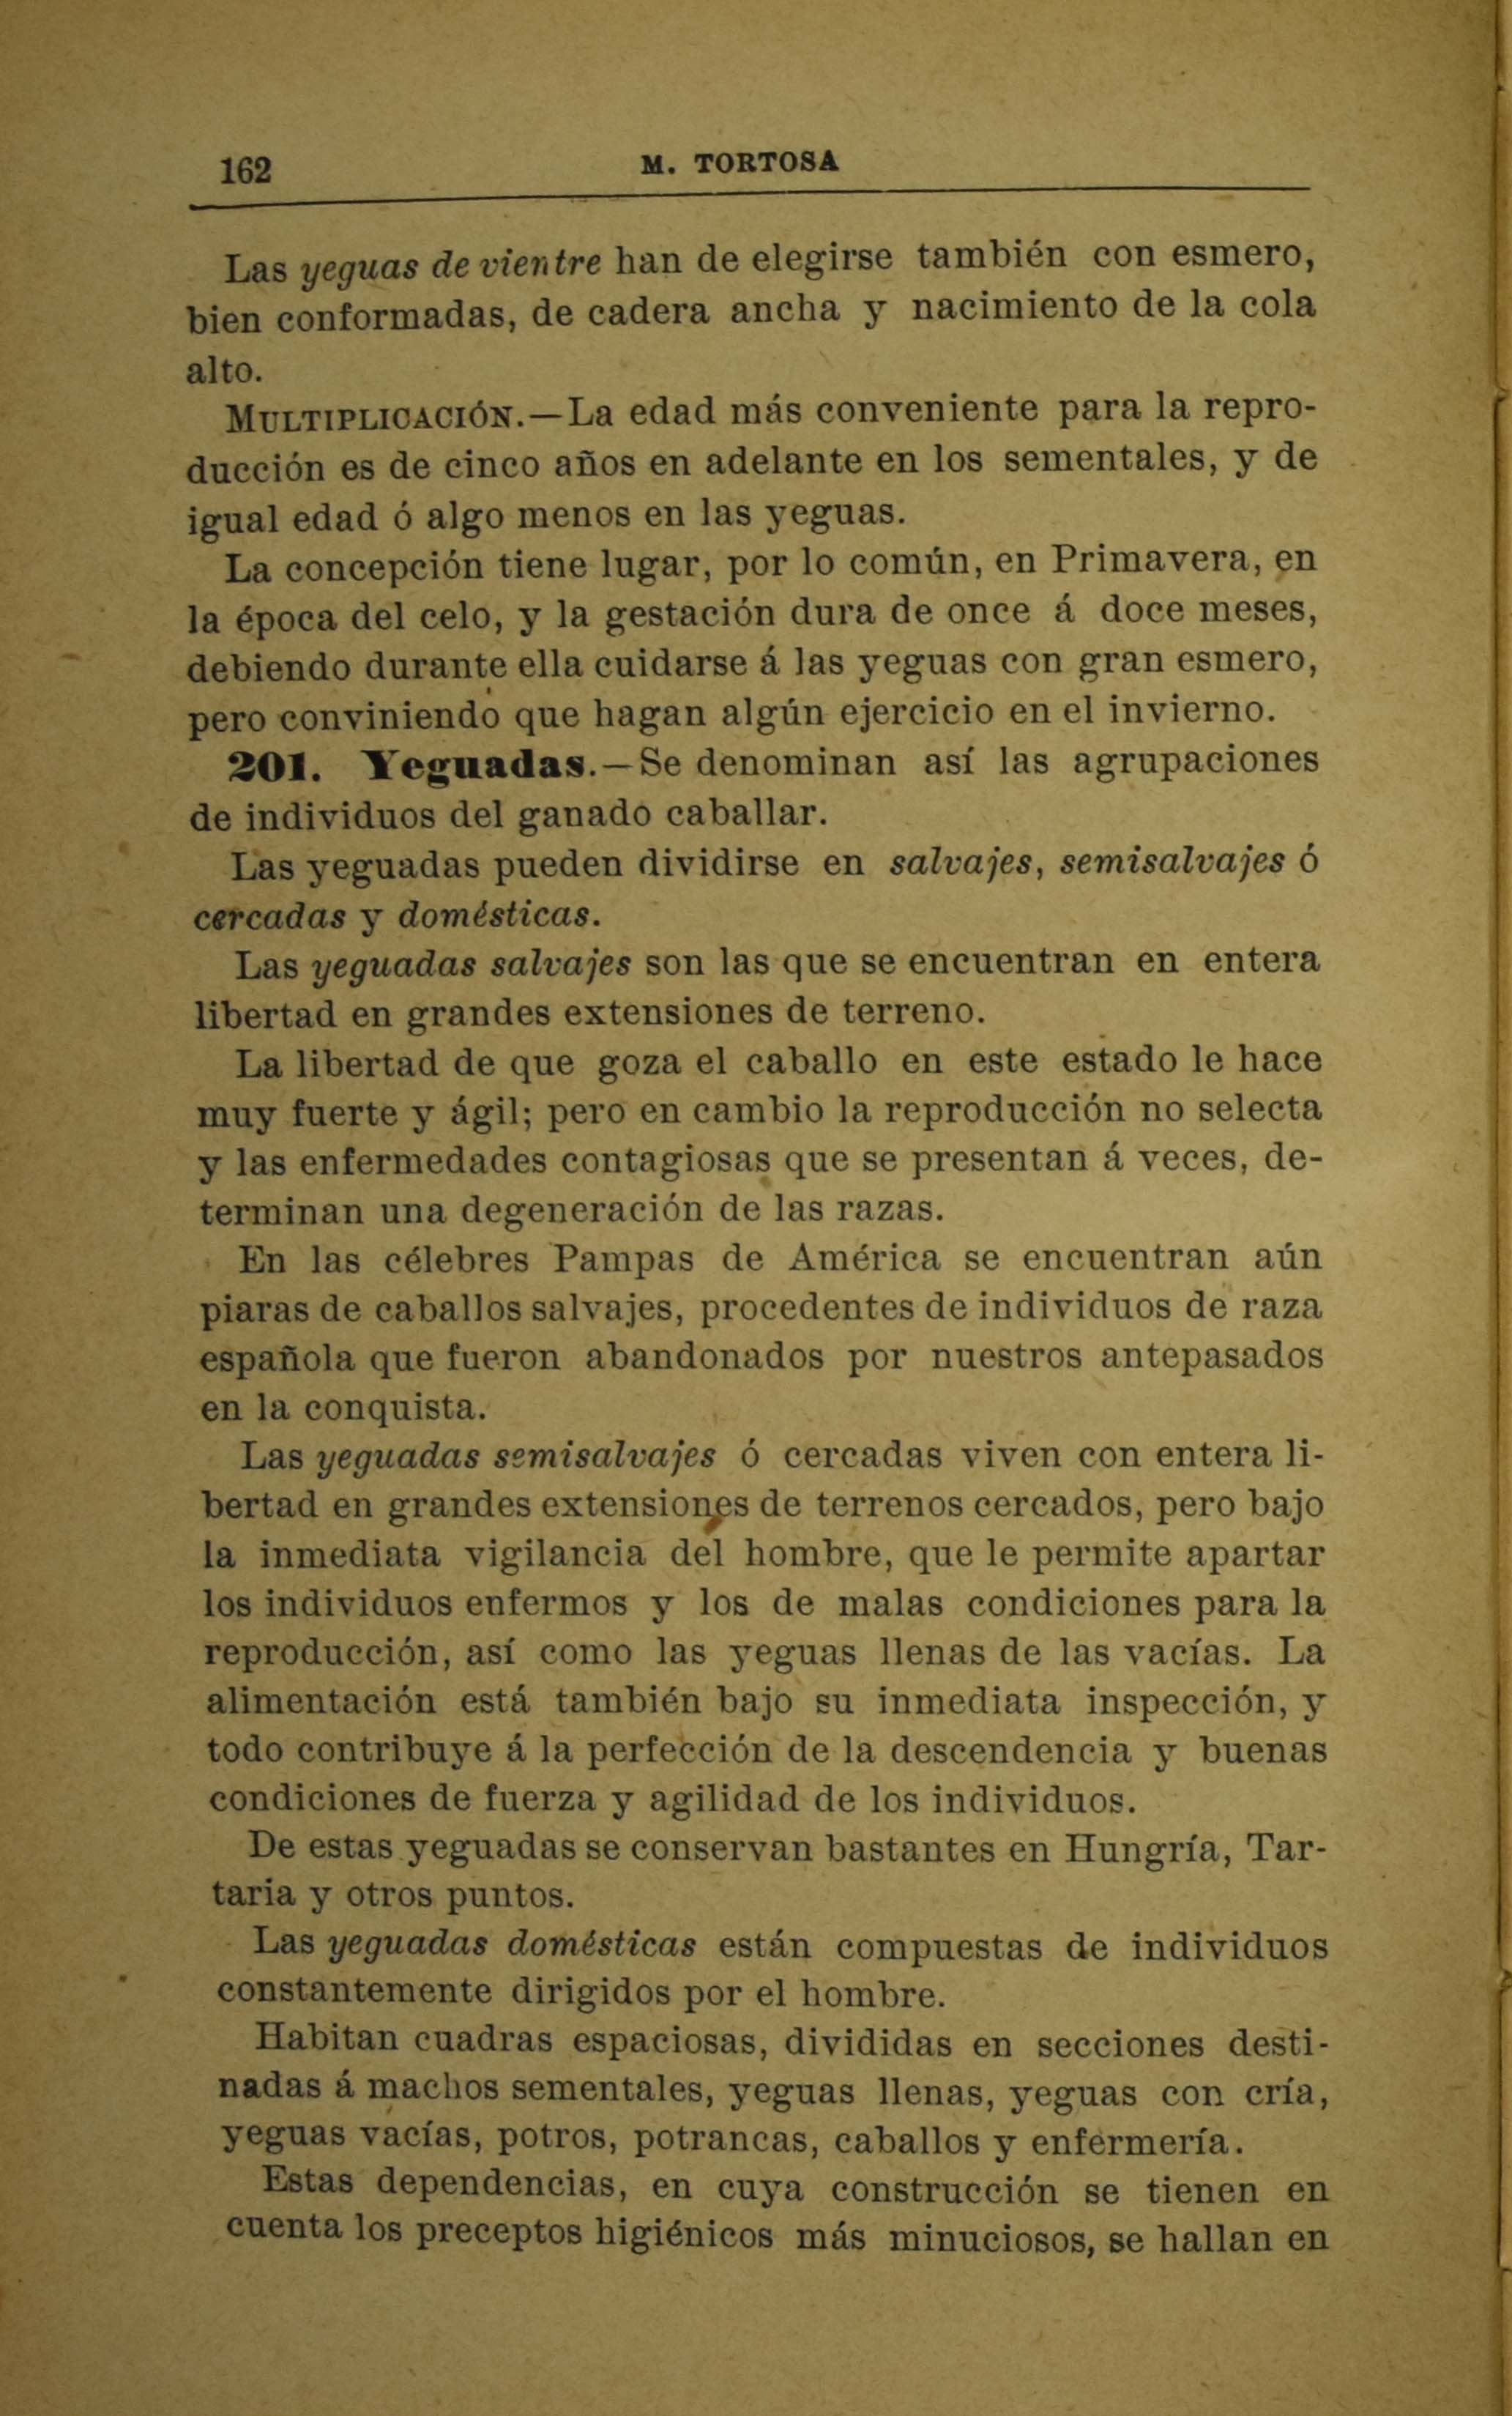 162
M. TORTOSA
Las yeguas de vientre han de elegirse también con esmero,
bien conformadas, de cadera ancha y nacimiento de la cola
alto.
MULTIPLICACIÓN.—La edad más conveniente para la repro-
ducción es de cinco años en adelante en los sementales, y de
igual edad ó algo menos en las yeguas.
La concepción tiene lugar, por lo común, en Primavera, en
la época del celo, y la gestación dura de once á doce meses,
debiendo durante ella cuidarse á las yeguas con gran esmero,
pero conviniendo que hagan algún ejercicio en el invierno.
201. Yeguadas.—Se denominan así las agrupaciones
de individuos del ganado caballar.
Las yeguadas pueden dividirse en salvajes, semisalvajes ó
cercadas y domésticas.
Las yeguadas salvajes son las que se encuentran en entera
libertad en grandes extensiones de terreno.
La libertad de que goza el caballo en este estado le hace
muy fuerte y ágil; pero en cambio la reproducción no selecta
y las enfermedades contagiosas que se presentan á veces, de-
terminan una degeneración de las razas.
En las célebres Pampas de América se encuentran aún
piaras de caballos salvajes, procedentes de individuos de raza
española que fueron abandonados por nuestros antepasados
en la conquista.
Las yeguadas semisalvajes ó cercadas viven con entera li-
bertad en grandes extensiones de terrenos cercados, pero bajo
la inmediata vigilancia del hombre, que le permite apartar
los individuos enfermos y los de malas condiciones para la
reproducción, así como las yeguas llenas de las vacías. La
alimentación está también bajo su inmediata inspección, y
todo contribuye á la perfección de la descendencia y buenas
condiciones de fuerza y agilidad de los individuos.
De estas yeguadas se conservan bastantes en Hungría, Tar-
taria y otros puntos.
Las yeguadas domésticas están compuestas de individuos
constantemente dirigidos por el hombre.
Habitan cuadras espaciosas, divididas en secciones desti-
nadas á machos sementales, yeguas llenas, yeguas con cría,
yeguas vacías, potros, potrancas, caballos y enfermería.
Estas dependencias, en cuya construcción se tienen en
cuenta los preceptos higiénicos más minuciosos, se hallan en